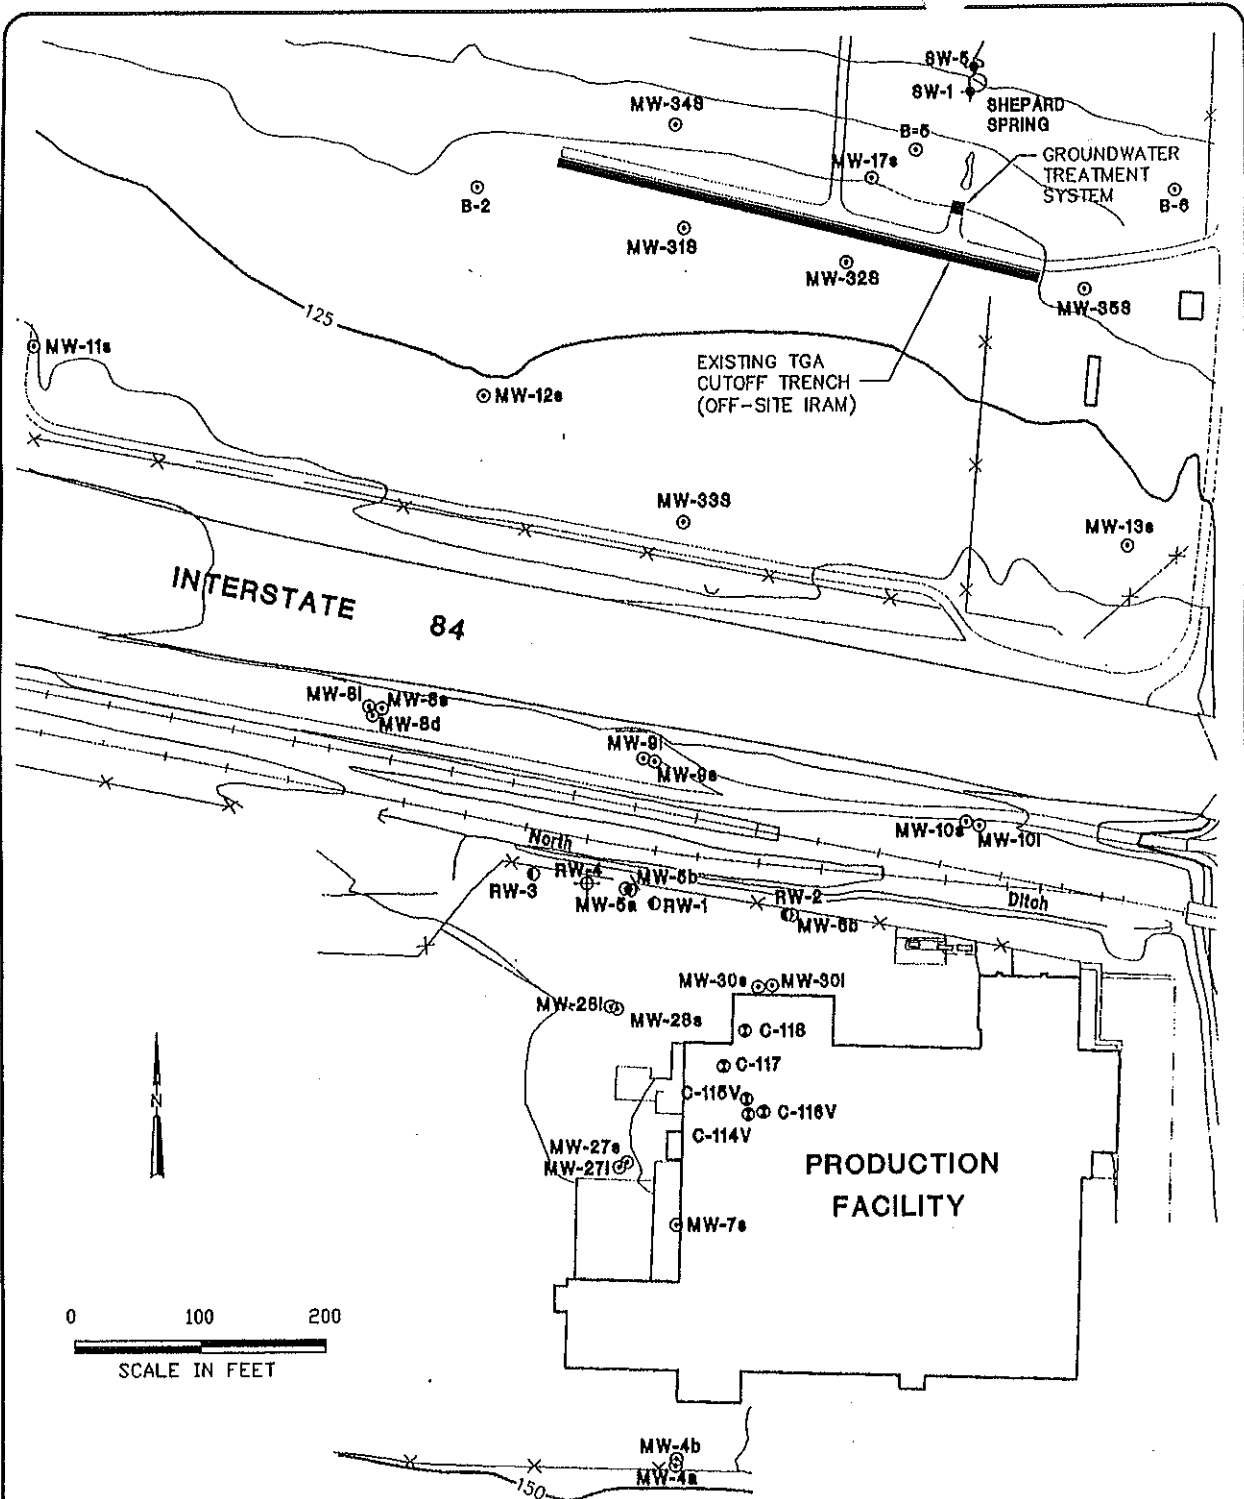 SW-5
SW-1
SHEPARD
SPRING
MW-34S
B-5
MW-17s
GROUNDWATER
TREATMENT
SYSTEM
B-2
B-6
MW-31S
MW-32S
MW-35S
125
MW-11s
EXISTING TGA
CUTOFF TRENCH
(OFF-SITE IRAM)
MW-12s
MW-33S
MW-13s
INTERSTATE 84
MW-8i
MW-8s
MW-8d
MW-9i
MW-9s
MW-10s
MW-10i
North
Ditch
RW-3
RW-4
MW-5b
MW-5a
RW-1
RW-2
MW-6b
MW-30s
MW-30i
MW-28i
MW-28s
C-118
C-117
C-115V
C-116V
C-114V
N
MW-27s
MW-27i
PRODUCTION
FACILITY
MW-7s
0 100 200
SCALE IN FEET
MW-4b
MW-4a
150